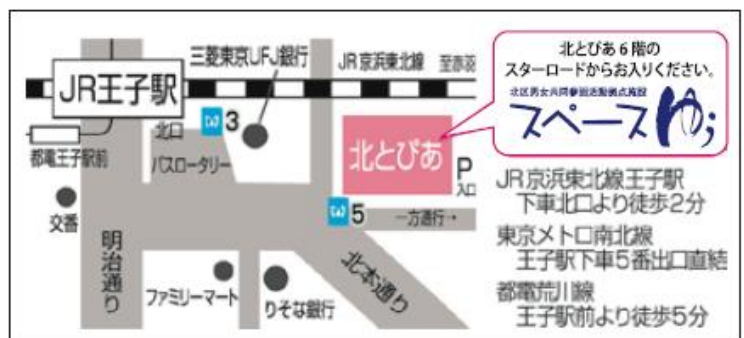 三菱東京UFJ銀行
JR京浜東北線
至赤羽
JR王子駅
北口
3
都電王子駅前
バスロータリー
北とぴあ
P
入口
交番
5
一方通行→
明治通り
北本通り
ファミリーマート
りそな銀行
北とぴあ6階の
スターロードからお入りください。
北区男女共同参画活動拠点施設
スペースゆう
JR京浜東北線王子駅
下車北口より徒歩2分
東京メトロ南北線
王子駅下車5番出口直結
都電荒川線
王子駅前より徒歩5分